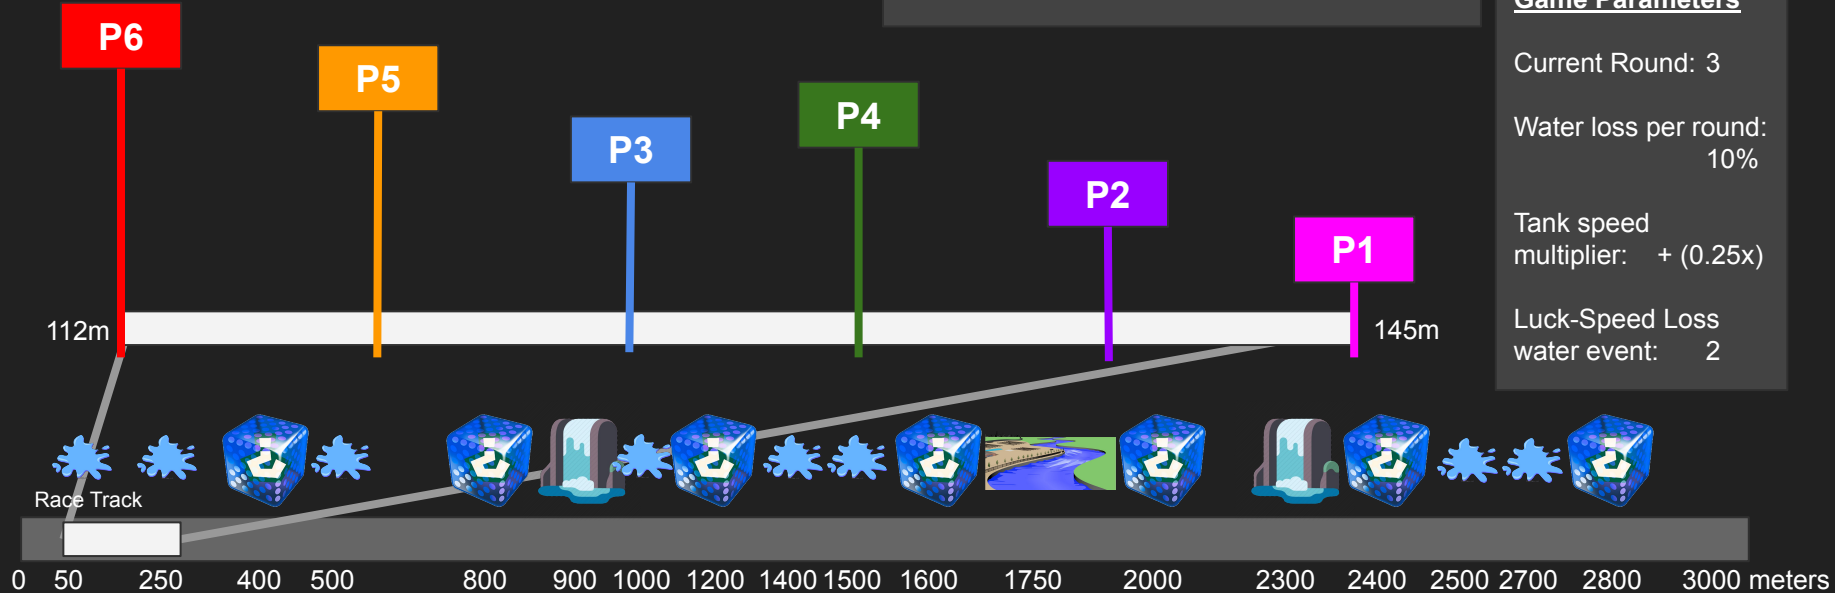 Game Parameters
P6
P5
P3
P4
P2
P1
Current Round: 3
Water loss per round:
10%
Tank speed
multiplier: + (0.25x)
Luck-Speed Loss
water event: 2
112m
145m
Race Track
0 50 250 400 500 800 900 1000 1200 1400 1500 1600 1750 2000 2300 2400 2500 2700 2800 3000 meters